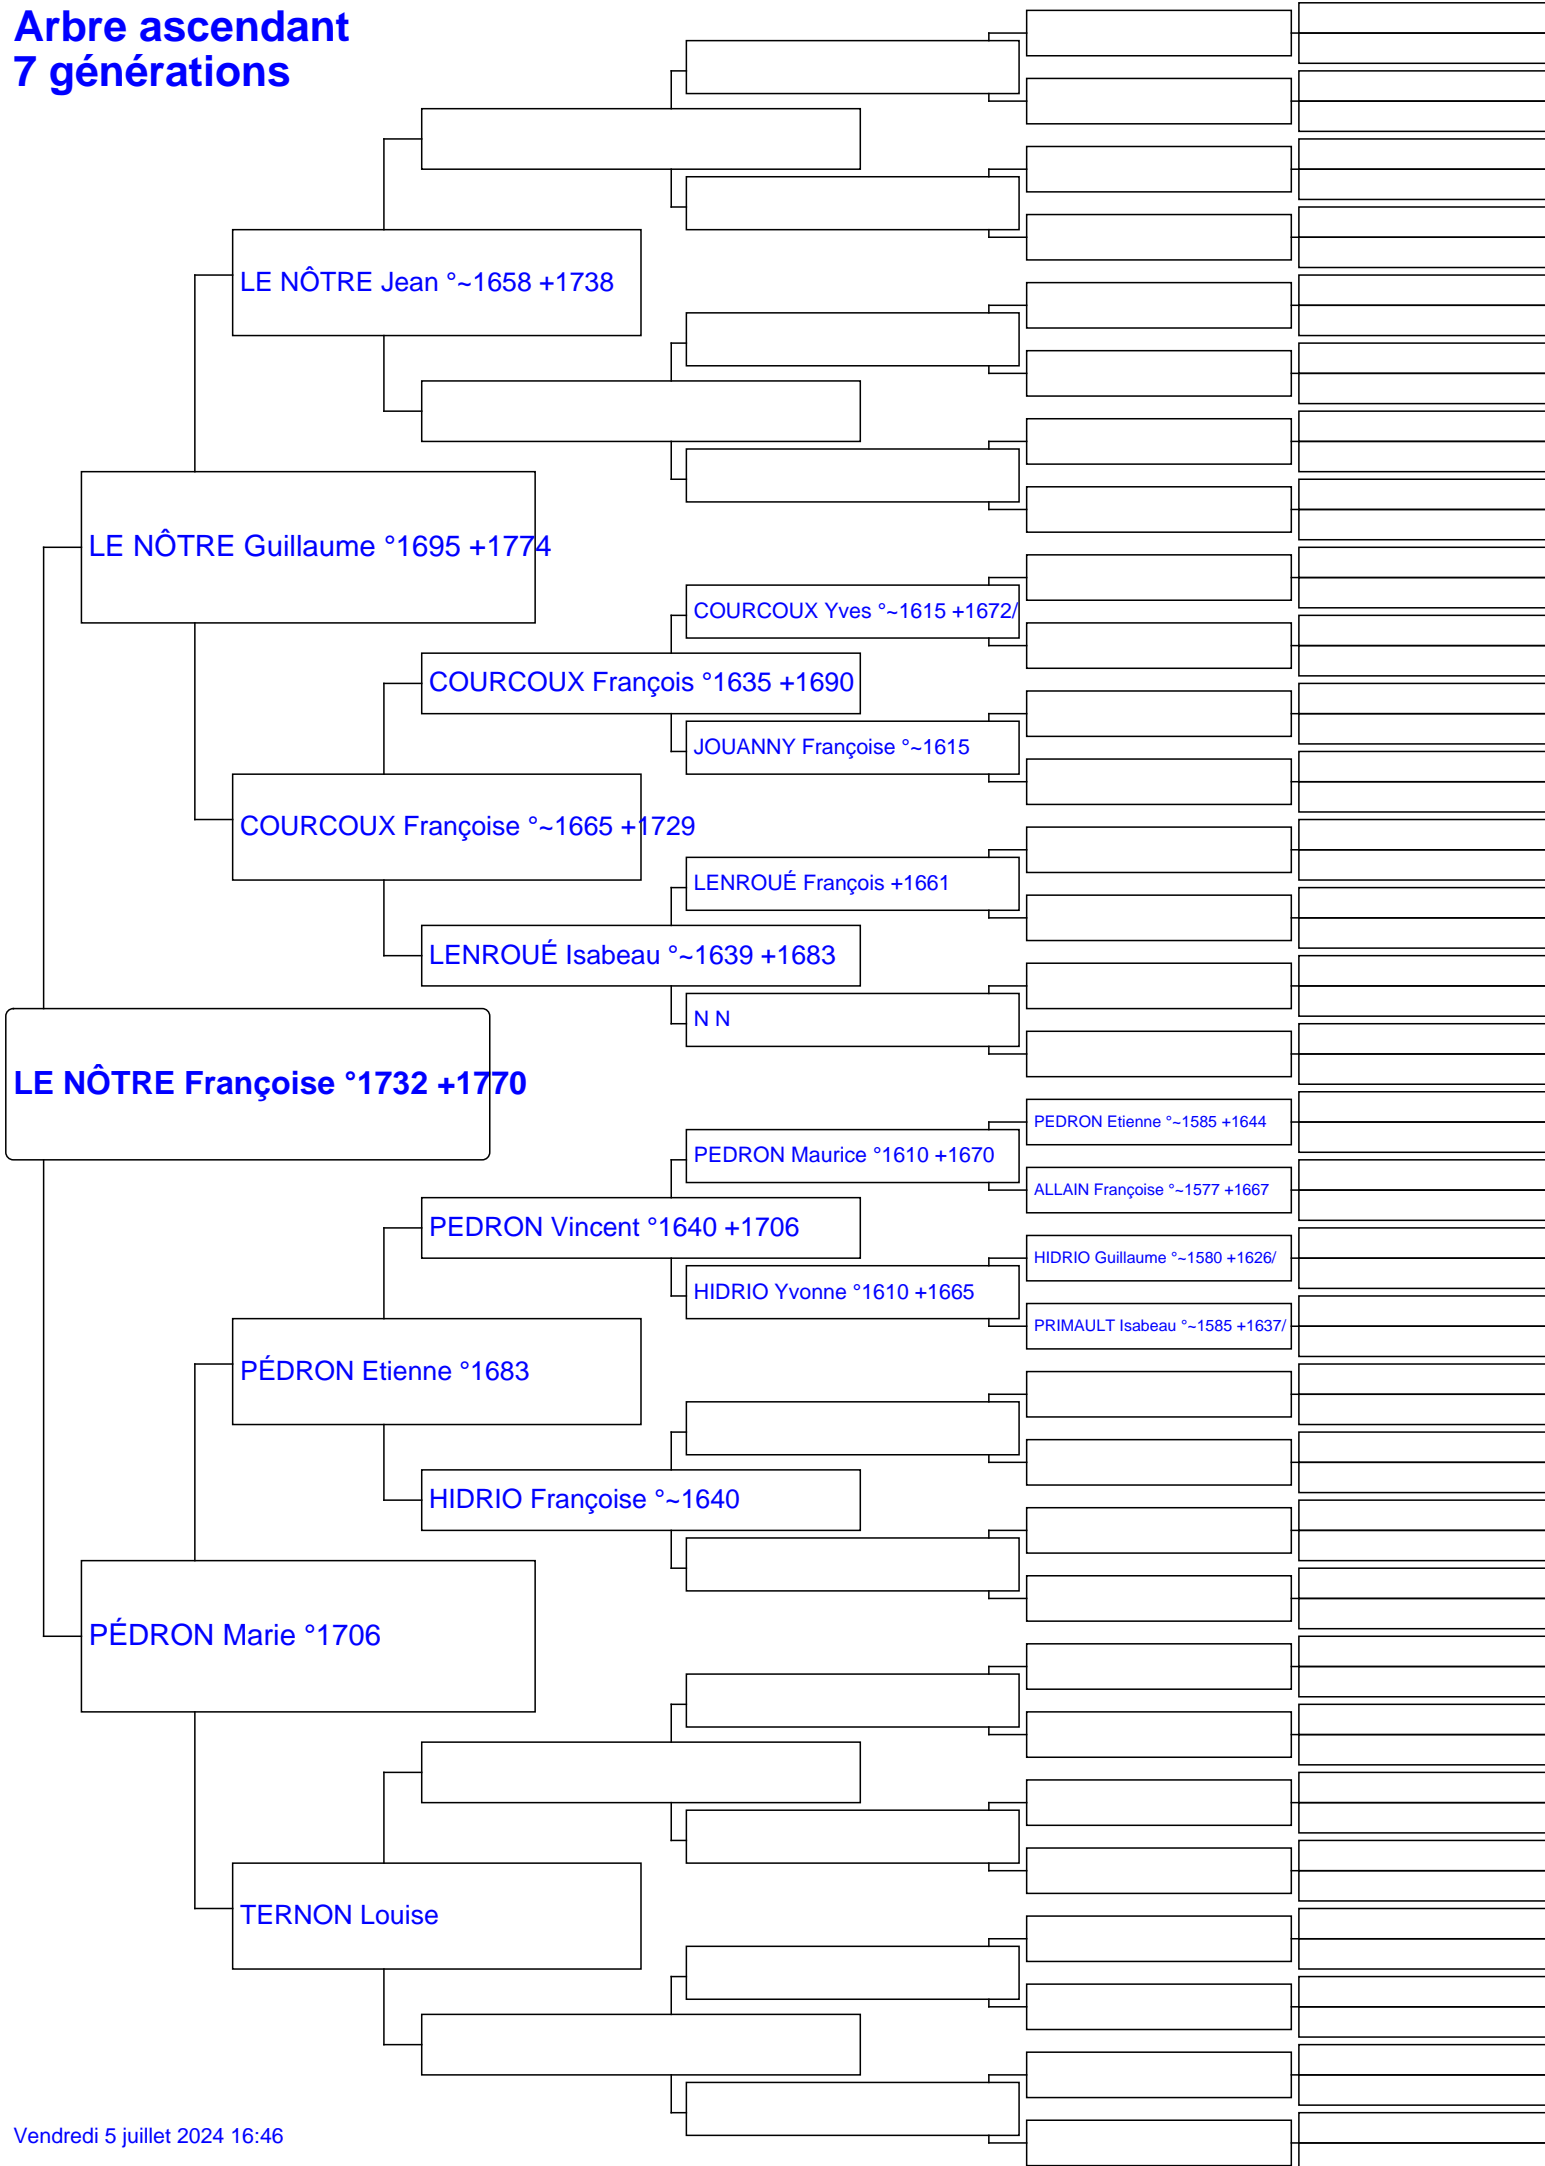 Arbre ascendant
7 générations
LE NÔTRE Jean °~1658 +1738
LE NÔTRE Guillaume °1695 +1774
COURCOUX Yves °~1615 +1672/
COURCOUX François °1635 +1690
JOUANNY Françoise °~1615
COURCOUX Françoise °~1665 +1729
LENROUÉ François +1661
LENROUÉ Isabeau °~1639 +1683
N N
LE NÔTRE Françoise °1732 +1770
PEDRON Etienne °~1585 +1644
PEDRON Maurice °1610 +1670
ALLAIN Françoise °~1577 +1667
PEDRON Vincent °1640 +1706
HIDRIO Guillaume °~1580 +1626/
HIDRIO Yvonne °1610 +1665
PRIMAULT Isabeau °~1585 +1637/
PÉDRON Etienne °1683
HIDRIO Françoise °~1640
PÉDRON Marie °1706
TERNON Louise
Vendredi 5 juillet 2024 16:46